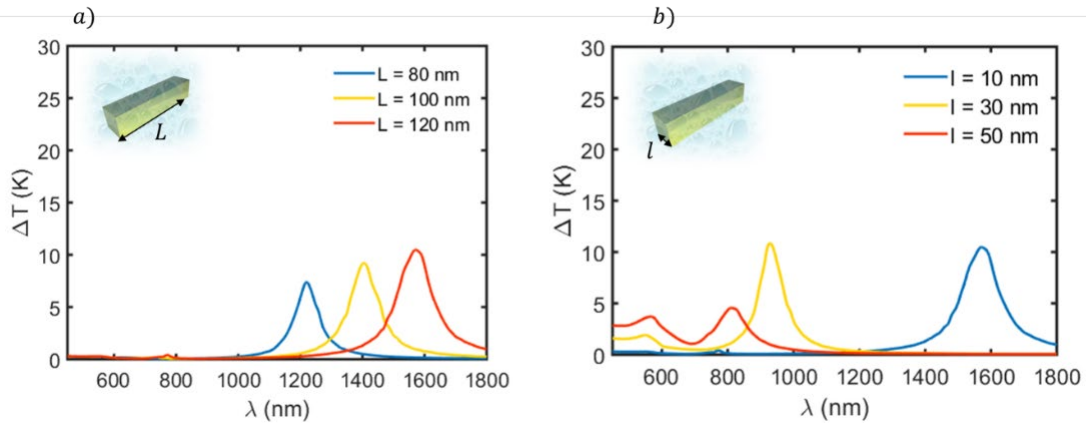 a)
30
25
20
15
10
5
0
ΔT (K)
L = 80 nm
L = 100 nm
L = 120 nm
L
600 800 1000 1200 1400 1600 1800
λ (nm)
b)
30
25
20
15
10
5
0
ΔT (K)
l = 10 nm
l = 30 nm
l = 50 nm
l
600 800 1000 1200 1400 1600 1800
λ (nm)